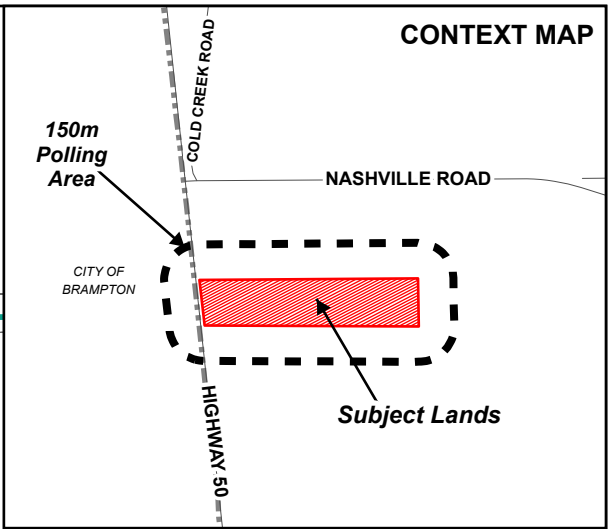 CONTEXT MAP
COLD CREEK ROAD
150m
Polling
Area
NASHVILLE ROAD
CITY OF
BRAMPTON
Subject Lands
HIGHWAY 50